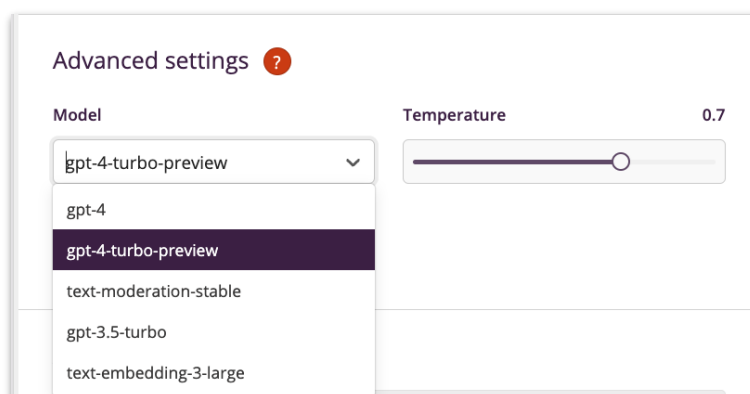 Advanced settings ?
Model
Temperature 0.7
gpt-4-turbo-preview
gpt-4
gpt-4-turbo-preview
text-moderation-stable
gpt-3.5-turbo
text-embedding-3-large